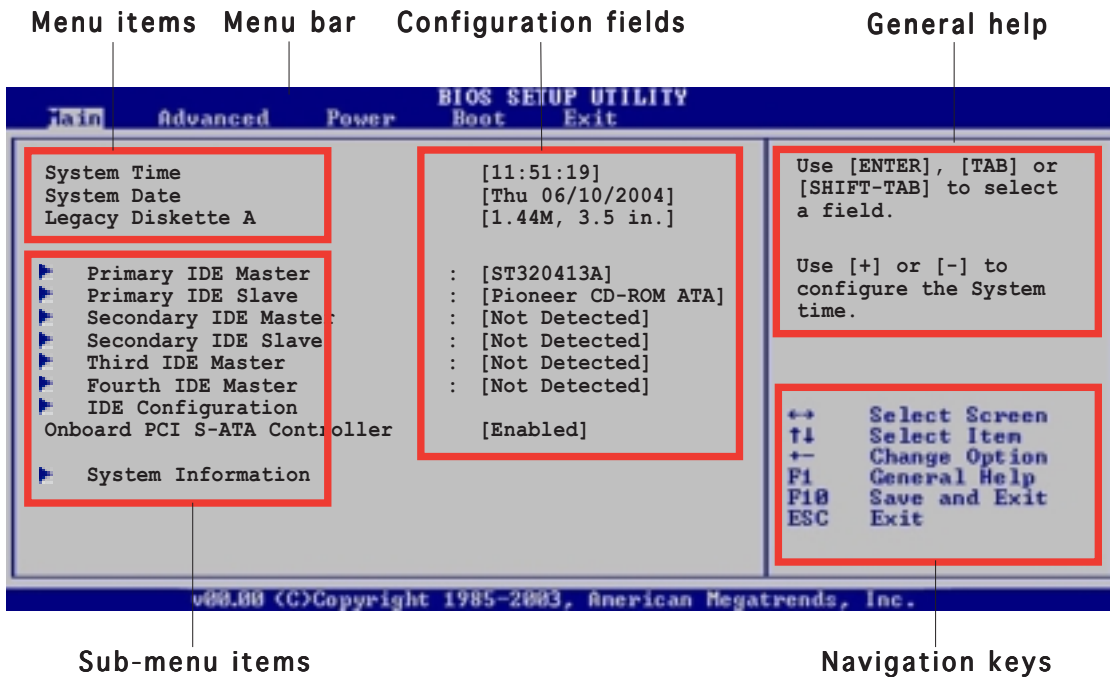 Menu items Menu bar Configuration fields General help
BIOS SETUP UTILITY
Main Advanced Power Boot Exit
System Time [11:51:19]
System Date [Thu 06/10/2004]
Legacy Diskette A [1.44M, 3.5 in.]
Primary IDE Master : [ST320413A]
Primary IDE Slave : [Pioneer CD-ROM ATA]
Secondary IDE Master : [Not Detected]
Secondary IDE Slave : [Not Detected]
Third IDE Master : [Not Detected]
Fourth IDE Master : [Not Detected]
IDE Configuration
Onboard PCI S-ATA Controller [Enabled]
System Information
Use [ENTER], [TAB] or
[SHIFT-TAB] to select
a field.
Use [+] or [-] to
configure the System
time.
↔ Select Screen
↑↓ Select Item
+- Change Option
F1 General Help
F10 Save and Exit
ESC Exit
v00.00 (C)Copyright 1985-2003, American Megatrends, Inc.
Sub-menu items Navigation keys